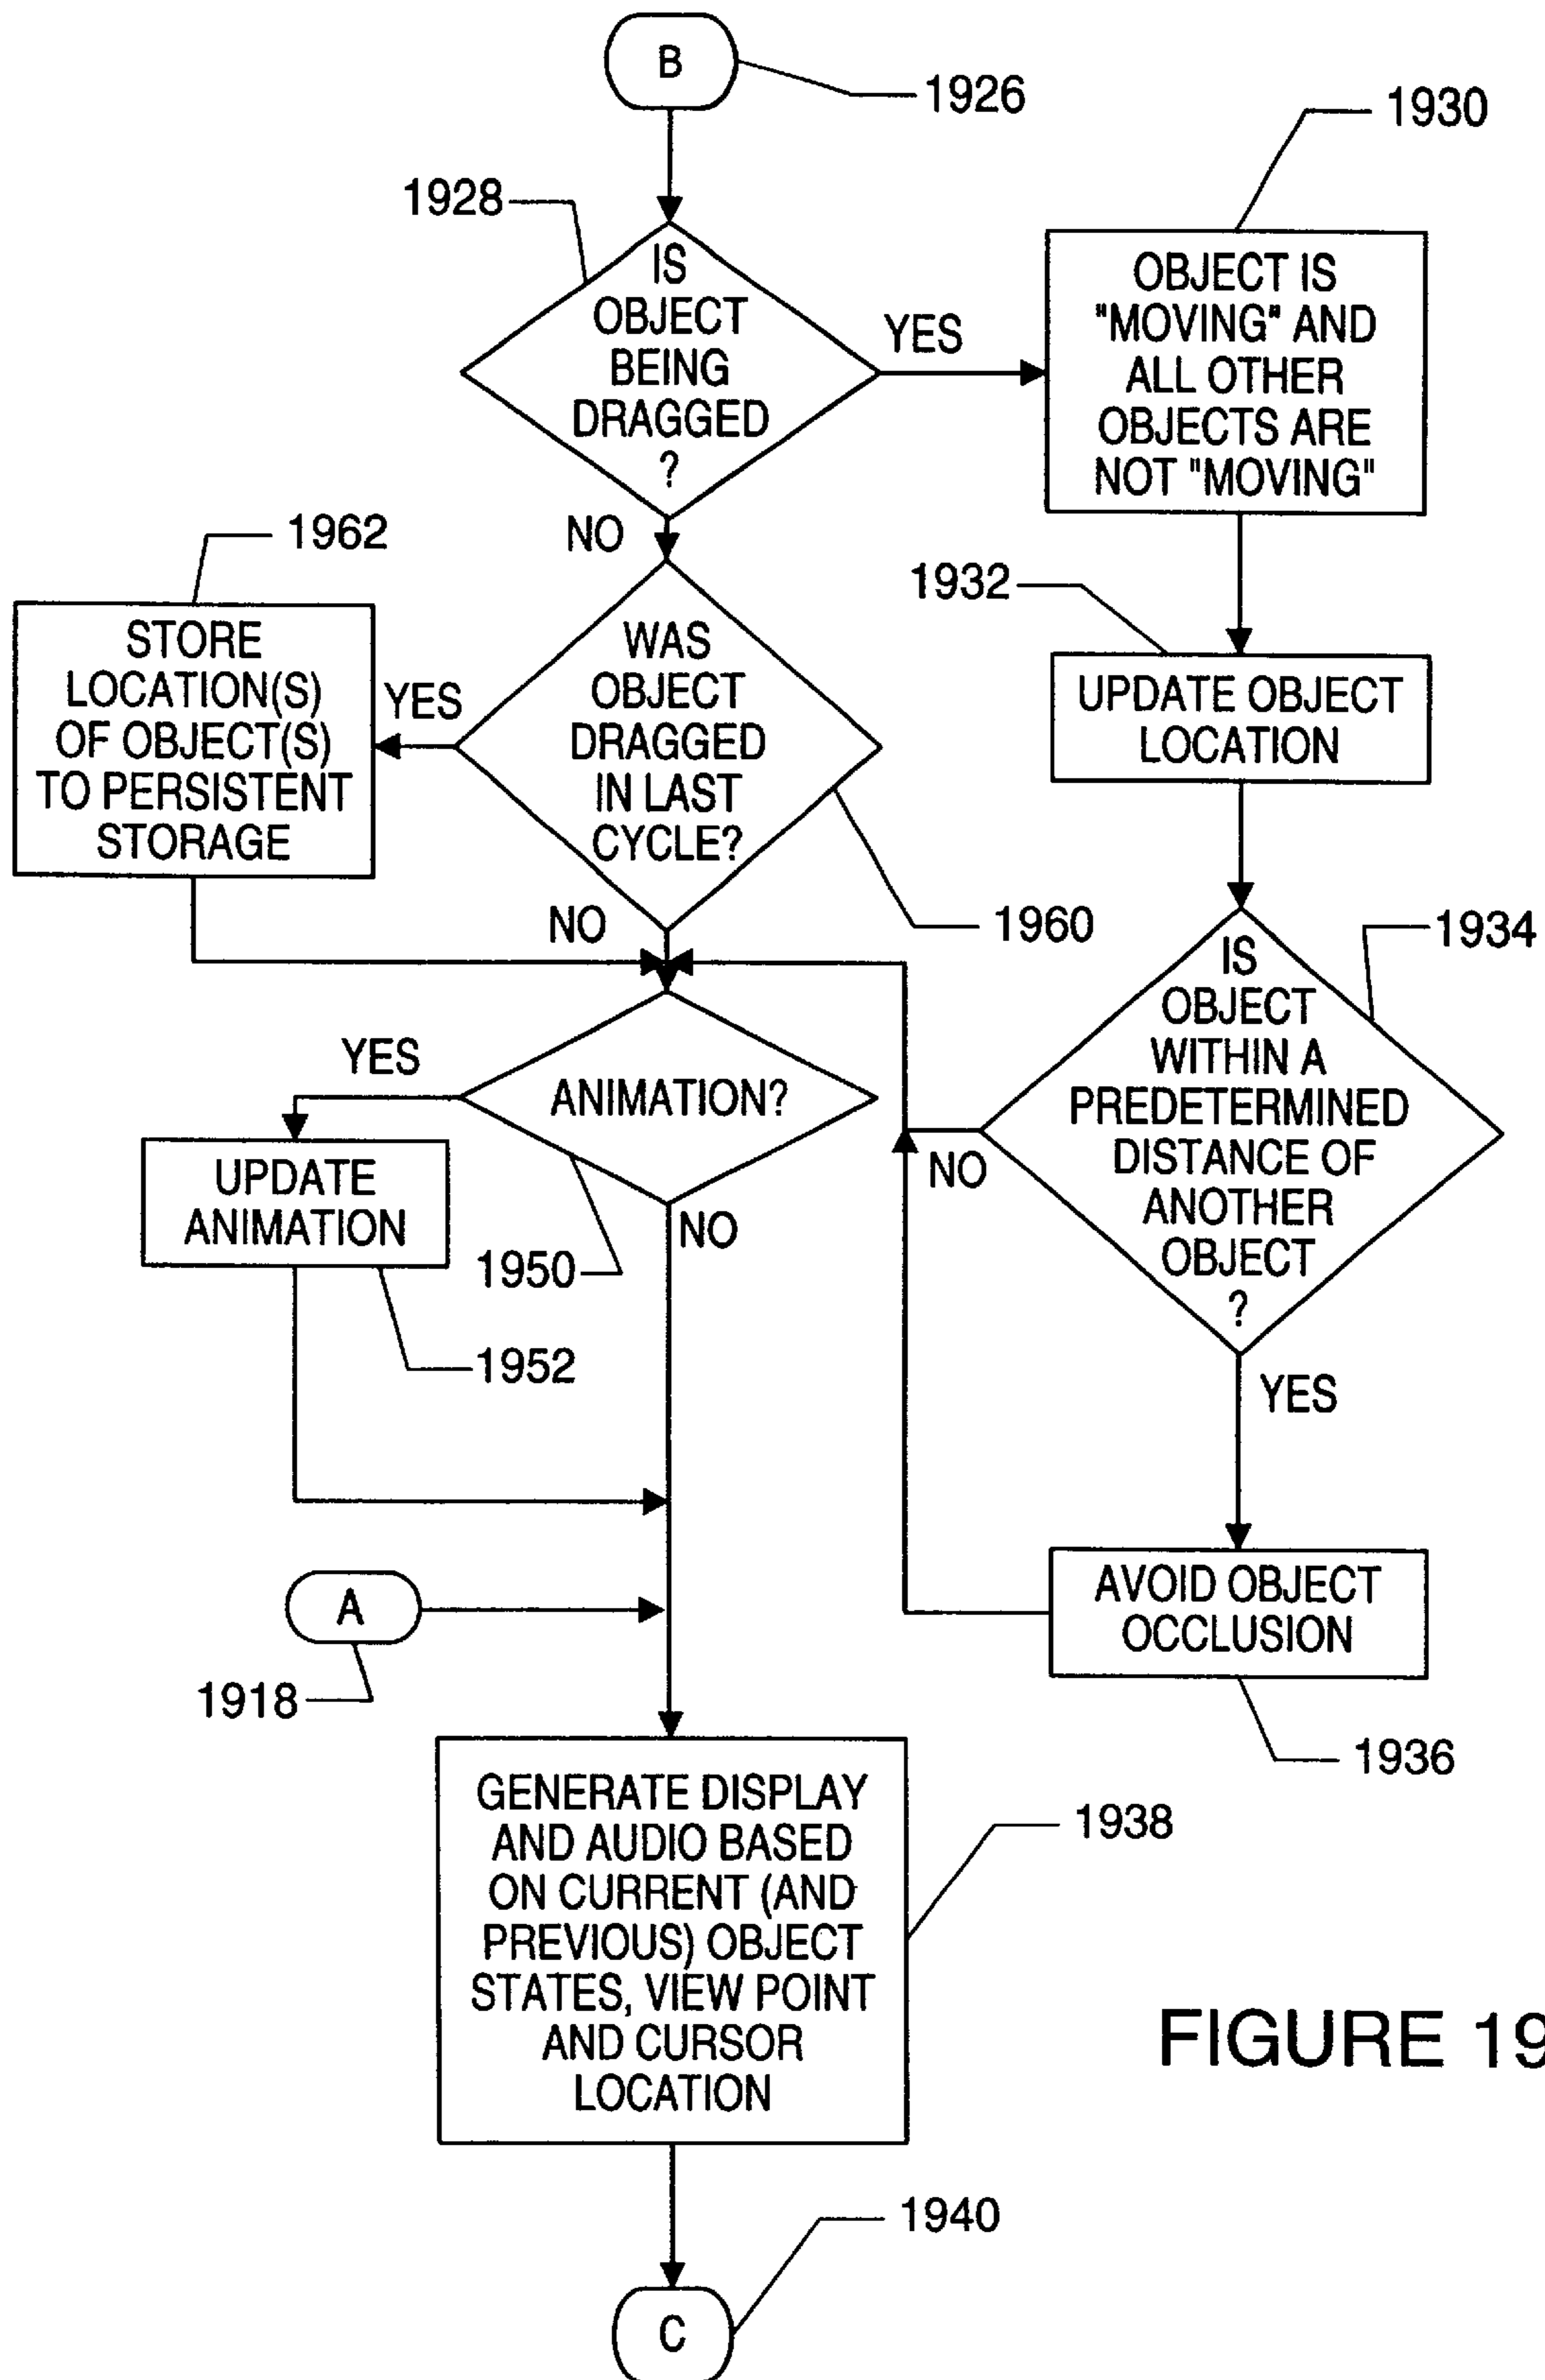 B
1926
1930
1928
IS
OBJECT
BEING
DRAGGED
?
YES
OBJECT IS
"MOVING" AND
ALL OTHER
OBJECTS ARE
NOT "MOVING"
NO
1962
1932
STORE
LOCATION(S)
OF OBJECT(S)
TO PERSISTENT
STORAGE
YES
WAS
OBJECT
DRAGGED
IN LAST
CYCLE?
UPDATE OBJECT
LOCATION
NO
1960
1934
IS
OBJECT
WITHIN A
PREDETERMINED
DISTANCE OF
ANOTHER
OBJECT
?
YES
ANIMATION?
NO
UPDATE
ANIMATION
NO
1950
1952
YES
A
1918
AVOID OBJECT
OCCLUSION
1936
GENERATE DISPLAY
AND AUDIO BASED
ON CURRENT (AND
PREVIOUS) OBJECT
STATES, VIEW POINT
AND CURSOR
LOCATION
1938
FIGURE 19
1940
C